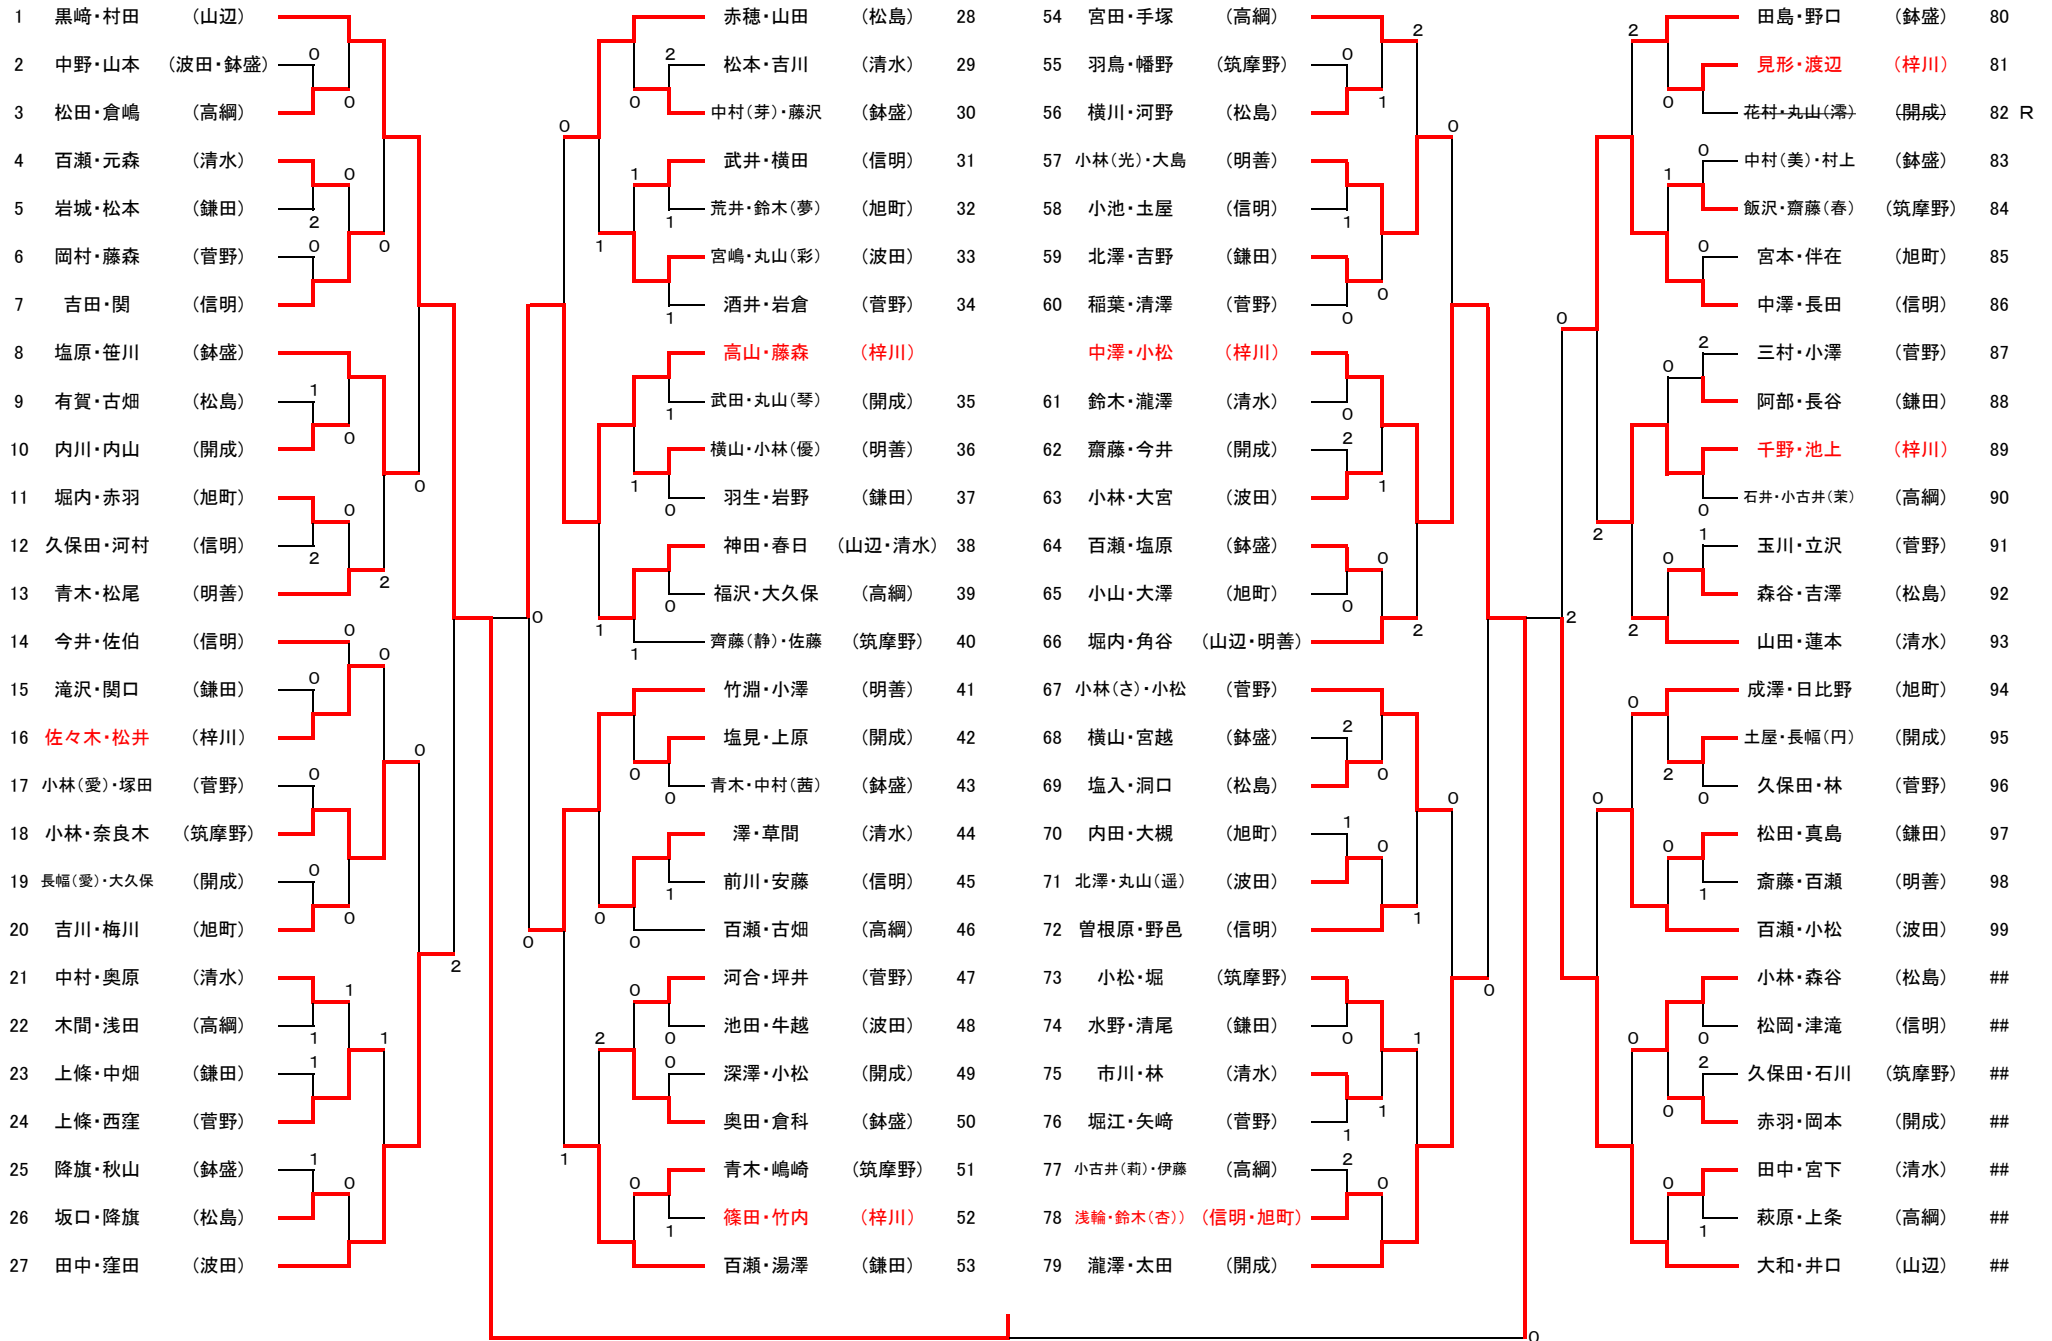 1 黒﨑・村田 (山辺)
2 中野・山本 (波田・鉢盛)
3 松田・倉嶋 (高綱)
4 百瀬・元森 (清水)
5 岩城・松本 (鎌田)
6 岡村・藤森 (菅野)
7 吉田・関 (信明)
8 塩原・笹川 (鉢盛)
9 有賀・古畑 (松島)
10 内川・内山 (開成)
11 堀内・赤羽 (旭町)
12 久保田・河村 (信明)
13 青木・松尾 (明善)
14 今井・佐伯 (信明)
15 滝沢・関口 (鎌田)
16 佐々木・松井 (梓川)
17 小林(愛)・塚田 (菅野)
18 小林・奈良木 (筑摩野)
19 長幅(愛)・大久保 (開成)
20 吉川・梅川 (旭町)
21 中村・奥原 (清水)
22 木間・浅田 (高綱)
23 上條・中畑 (鎌田)
24 上條・西窪 (菅野)
25 降旗・秋山 (鉢盛)
26 坂口・降旗 (松島)
27 田中・窪田 (波田)
赤穂・山田 (松島) 28
松本・吉川 (清水) 29
中村(芽)・藤沢 (鉢盛) 30
武井・横田 (信明) 31
荒井・鈴木(夢) (旭町) 32
宮嶋・丸山(彩) (波田) 33
酒井・岩倉 (菅野) 34
高山・藤森 (梓川)
武田・丸山(琴) (開成) 35
横山・小林(優) (明善) 36
羽生・岩野 (鎌田) 37
神田・春日 (山辺・清水) 38
福沢・大久保 (高綱) 39
齊藤(静)・佐藤 (筑摩野) 40
竹淵・小澤 (明善) 41
塩見・上原 (開成) 42
青木・中村(茜) (鉢盛) 43
澤・草間 (清水) 44
前川・安藤 (信明) 45
百瀬・古畑 (高綱) 46
河合・坪井 (菅野) 47
池田・牛越 (波田) 48
深澤・小松 (開成) 49
奥田・倉科 (鉢盛) 50
青木・嶋崎 (筑摩野) 51
篠田・竹内 (梓川) 52
百瀬・湯澤 (鎌田) 53
54 宮田・手塚 (高綱)
55 羽鳥・幡野 (筑摩野)
56 横川・河野 (松島)
57 小林(光)・大島 (明善)
58 小池・圡屋 (信明)
59 北澤・吉野 (鎌田)
60 稲葉・清澤 (菅野)
中澤・小松 (梓川)
61 鈴木・瀧澤 (清水)
62 齋藤・今井 (開成)
63 小林・大宮 (波田)
64 百瀬・塩原 (鉢盛)
65 小山・大澤 (旭町)
66 堀内・角谷 (山辺・明善)
67 小林(さ)・小松 (菅野)
68 横山・宮越 (鉢盛)
69 塩入・洞口 (松島)
70 内田・大槻 (旭町)
71 北澤・丸山(遥) (波田)
72 曽根原・野邑 (信明)
73 小松・堀 (筑摩野)
74 水野・清尾 (鎌田)
75 市川・林 (清水)
76 堀江・矢﨑 (菅野)
77 小古井(莉)・伊藤 (高綱)
78 浅輪・鈴木(杏)) (信明・旭町)
79 瀧澤・太田 (開成)
田島・野口 (鉢盛) 80
見形・渡辺 (梓川) 81
花村・丸山(澪) (開成) 82 R
中村(美)・村上 (鉢盛) 83
飯沢・齋藤(春) (筑摩野) 84
宮本・伴在 (旭町) 85
中澤・長田 (信明) 86
三村・小澤 (菅野) 87
阿部・長谷 (鎌田) 88
千野・池上 (梓川) 89
石井・小古井(茉) (高綱) 90
玉川・立沢 (菅野) 91
森谷・吉澤 (松島) 92
山田・蓮本 (清水) 93
成澤・日比野 (旭町) 94
土屋・長幅(円) (開成) 95
久保田・林 (菅野) 96
松田・真島 (鎌田) 97
斎藤・百瀬 (明善) 98
百瀬・小松 (波田) 99
小林・森谷 (松島) ##
松岡・津滝 (信明) ##
久保田・石川 (筑摩野) ##
赤羽・岡本 (開成) ##
田中・宮下 (清水) ##
萩原・上条 (高綱) ##
大和・井口 (山辺) ##